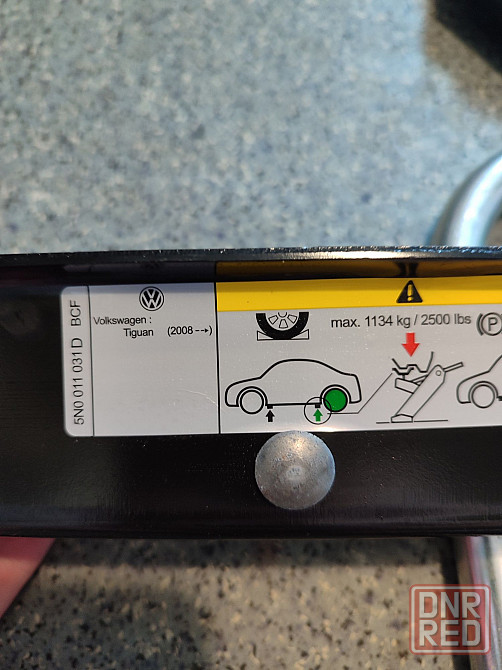 5N0 011 031 D BCF
Volkswagen :
Tiguan (2008 -->)
max. 1134 kg / 2500 lbs
P
DNR
RED